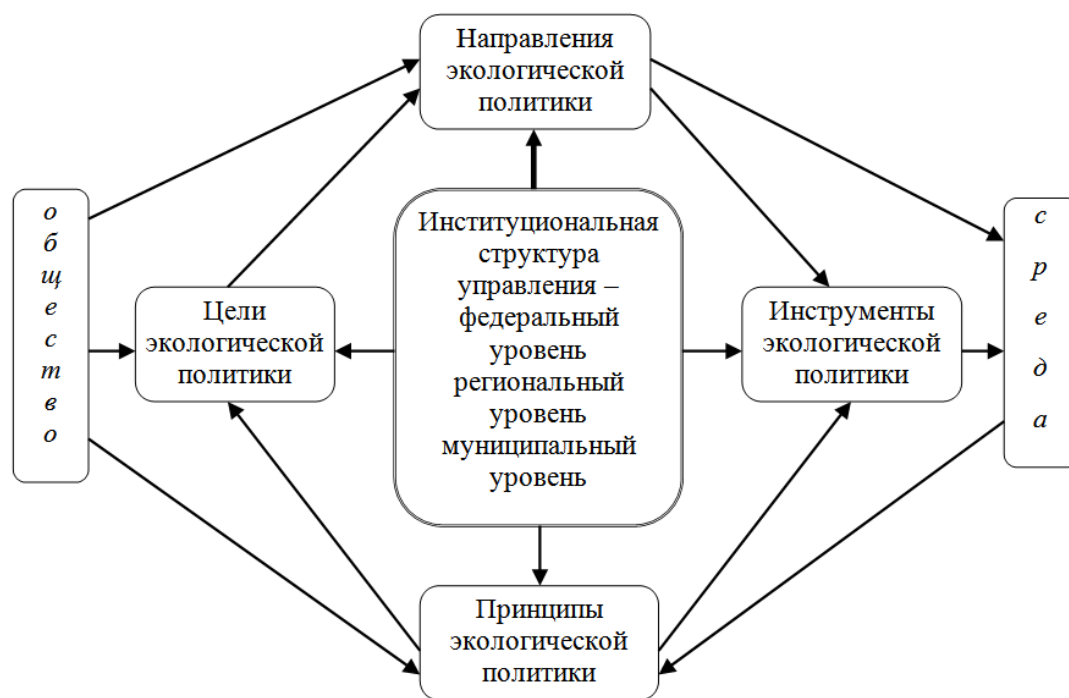 Направления
экологической
политики
о
б
щ
е
с
т
в
о
Цели
экологической
политики
Институциональная
структура
управления –
федеральный
уровень
региональный
уровень
муниципальный
уровень
Инструменты
экологической
политики
с
р
е
д
а
Принципы
экологической
политики